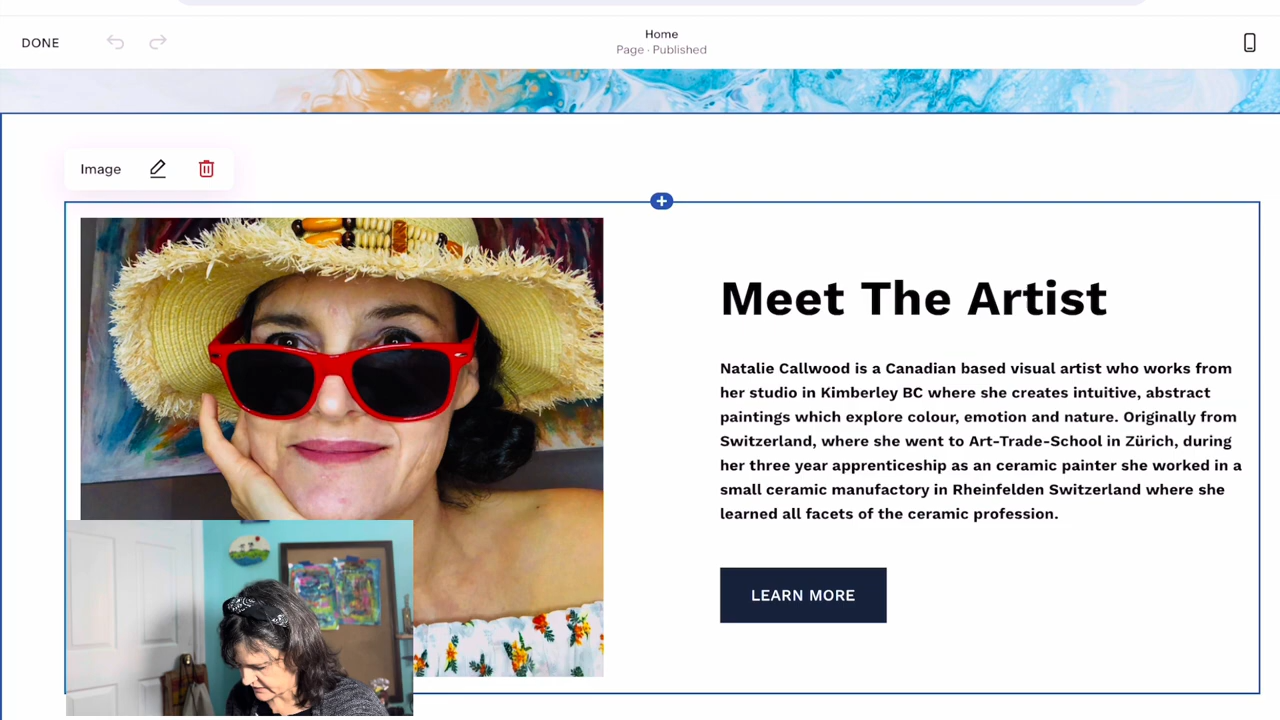 DONE
Home
Page · Published
Image
Meet The Artist
Natalie Callwood is a Canadian based visual artist who works from
her studio in Kimberley BC where she creates intuitive, abstract
paintings which explore colour, emotion and nature. Originally from
Switzerland, where she went to Art-Trade-School in Zürich, during
her three year apprenticeship as an ceramic painter she worked in a
small ceramic manufactory in Rheinfelden Switzerland where she
learned all facets of the ceramic profession.
LEARN MORE